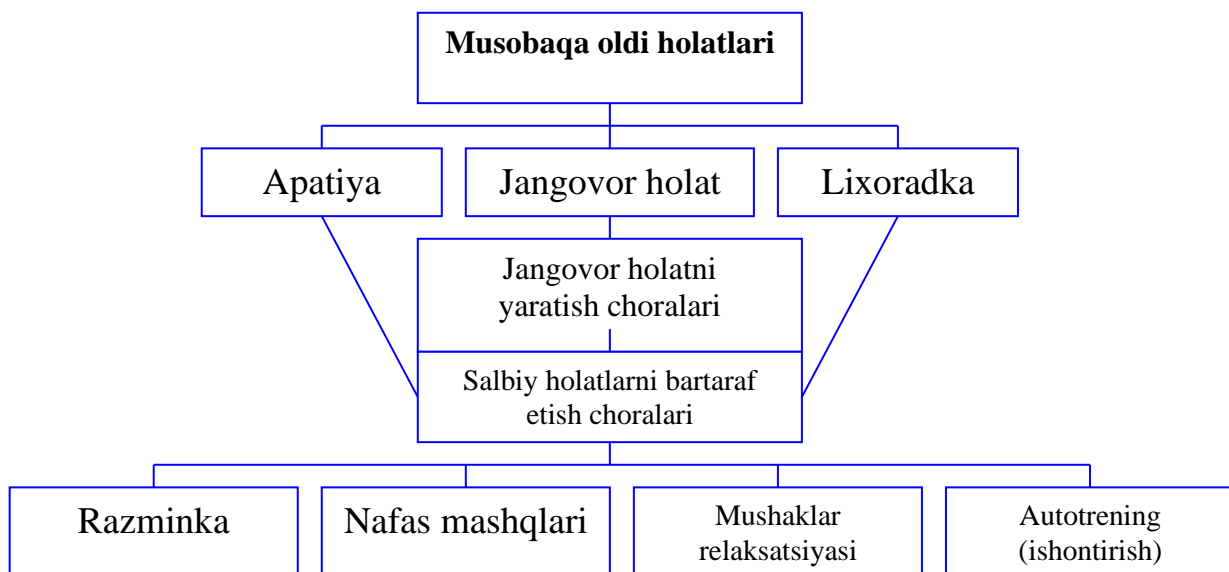 Musobaqa oldi holatlari
Apatiya
Jangovor holat
Lixoradka
Jangovor holatni
yaratish choralari
Salbiy holatlarni bartaraf
etish choralari
Razminka
Nafas mashqlari
Mushaklar
relaksatsiyasi
Autotrening
(ishontirish)